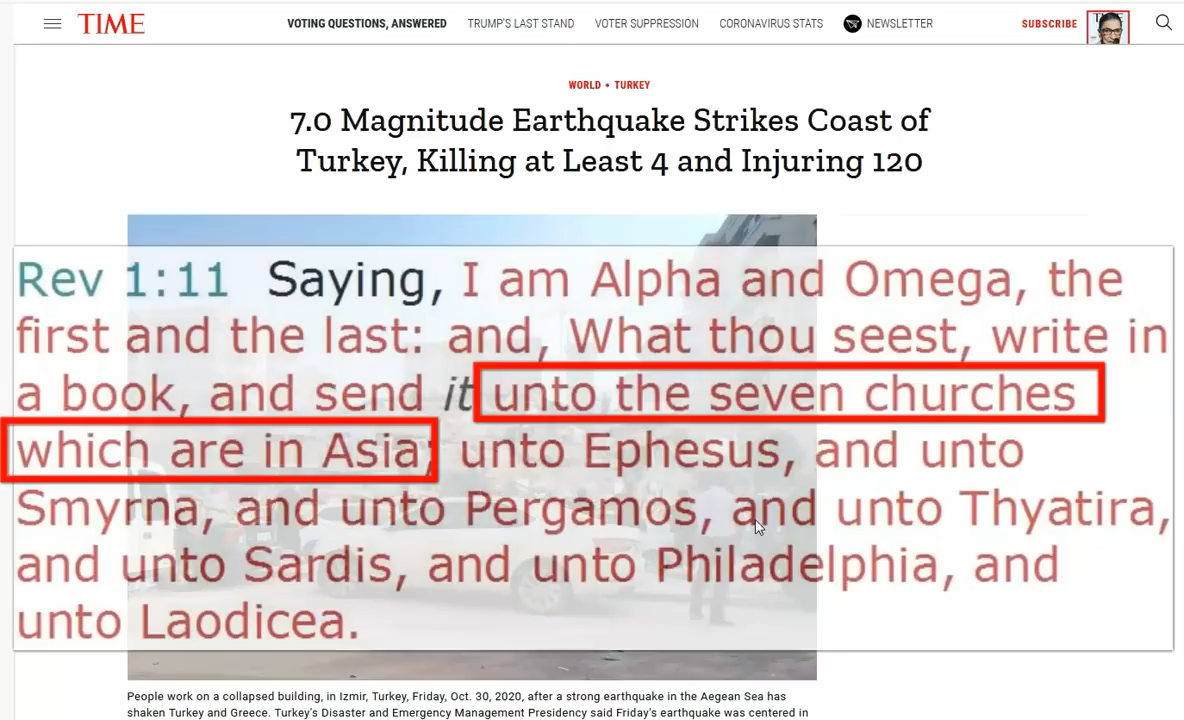 TIME
VOTING QUESTIONS, ANSWERED TRUMP'S LAST STAND VOTER SUPPRESSION CORONAVIRUS STATS NEWSLETTER SUBSCRIBE
WORLD • TURKEY
7.0 Magnitude Earthquake Strikes Coast of
Turkey, Killing at Least 4 and Injuring 120
Rev 1:11 Saying, I am Alpha and Omega, the
first and the last: and, What thou seest, write in
a book, and send it unto the seven churches
which are in Asia; unto Ephesus, and unto
Smyrna, and unto Pergamos, and unto Thyatira,
and unto Sardis, and unto Philadelphia, and
unto Laodicea.
People work on a collapsed building, in Izmir, Turkey, Friday, Oct. 30, 2020, after a strong earthquake in the Aegean Sea has
shaken Turkey and Greece. Turkey's Disaster and Emergency Management Presidency said Friday's earthquake was centered in